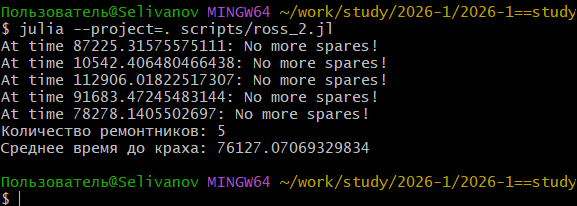 Пользователь@Selivanov MINGW64 ~/work/study/2026-1/2026-1==study
$ julia --project=. scripts/ross_2.jl
At time 87225.31575575111: No more spares!
At time 10542.406480466438: No more spares!
At time 112906.01822517307: No more spares!
At time 91683.47245483144: No more spares!
At time 78278.1405502697: No more spares!
Количество ремонтников: 5
Среднее время до краха: 76127.07069329834
Пользователь@Selivanov MINGW64 ~/work/study/2026-1/2026-1==study
$